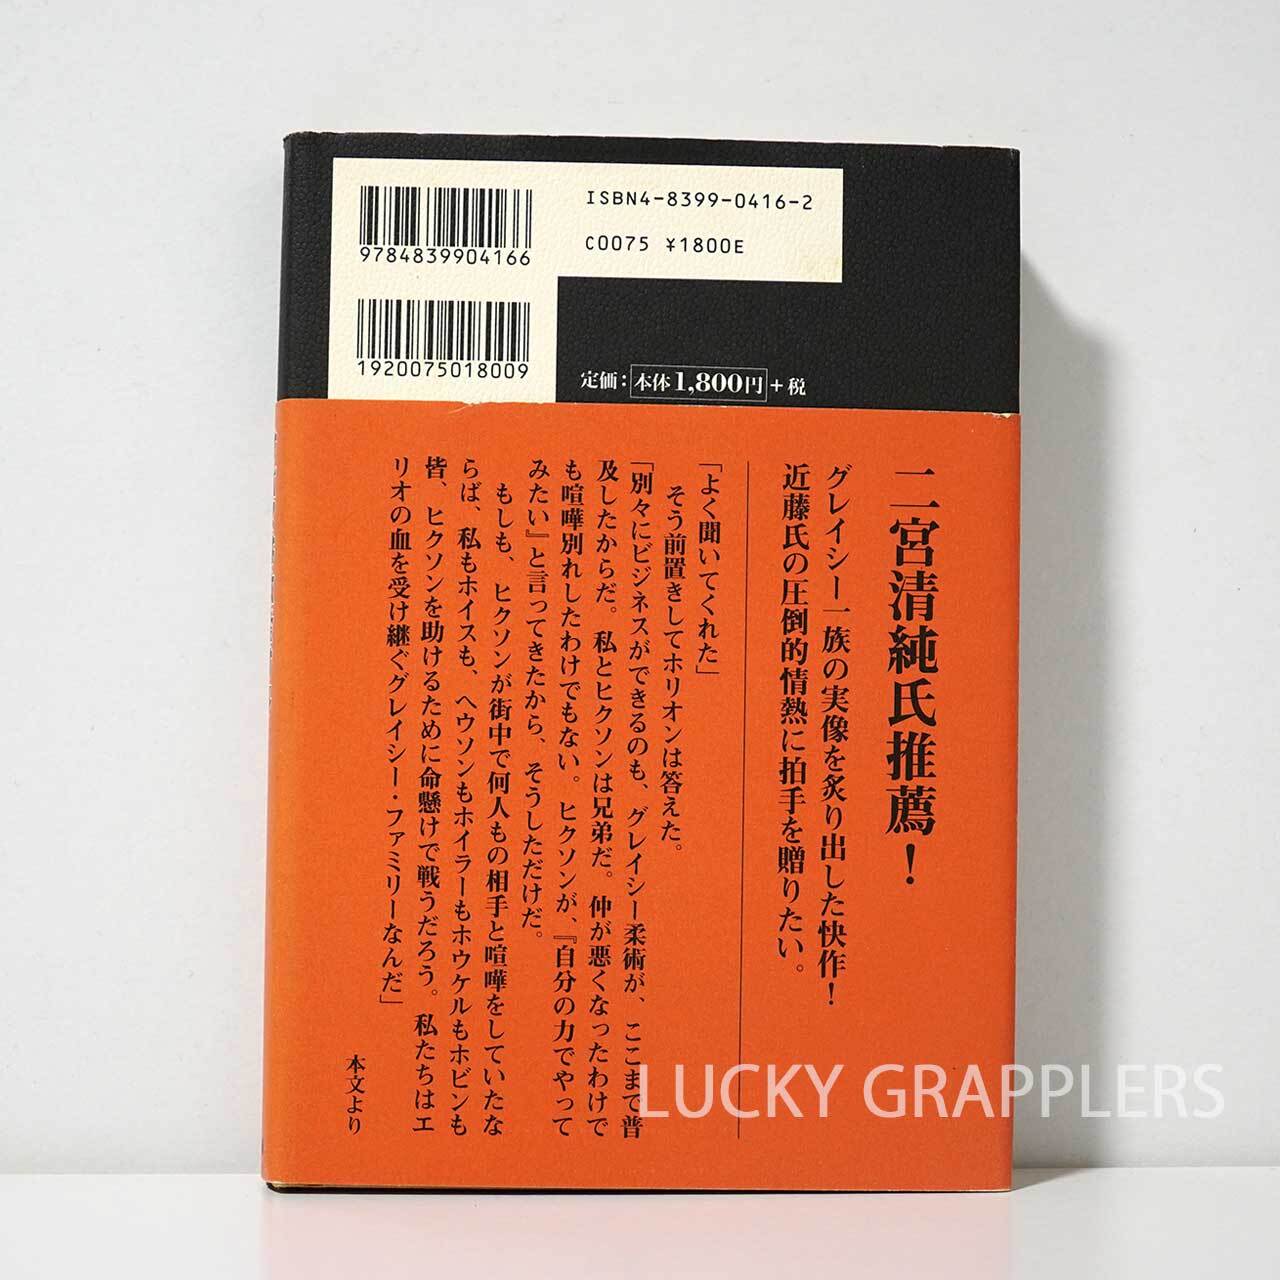 ISBN4-8399-0416-2
C0075 ¥1800E
9784839904166
1920075018009
定価：本体1,800円＋税
二宮清純氏推薦！
グレイシー一族の実像を炙り出した快作！
近藤氏の圧倒的情熱に拍手を贈りたい。
「よく聞いてくれた」
そう前置きしてホリオンは答えた。
「別々にビジネスができるのも、グレイシー柔術が、ここまで普
及したからだ。私とヒクソンは兄弟だ。仲が悪くなったわけで
も喧嘩別れしたわけでもない。ヒクソンが、『自分の力でやって
みたい』と言ってきたから、そうしただけだ。
もしも、ヒクソンが街中で何人もの相手と喧嘩をしていたな
らば、私もホイスも、ヘウソンもホイラーもホウケルもホビンも
皆、ヒクソンを助けるために命懸けで戦うだろう。私たちはエ
リオの血を受け継ぐグレイシー・ファミリーなんだ」
本文より
LUCKY GRAPPLERS